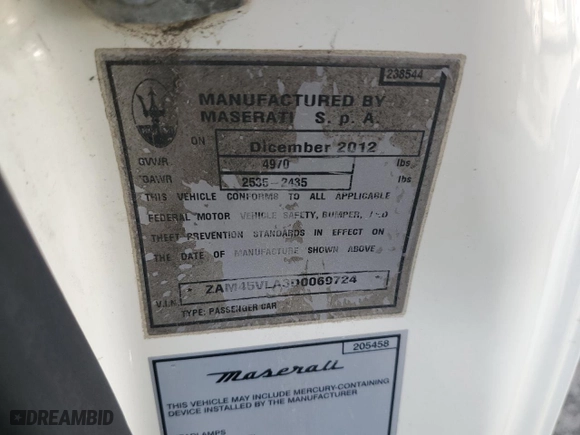 238544
MANUFACTURED BY
MASERATI S. p. A.
ON Dicember 2012
GVWR 4970 lbs
GAWR 2535-2435 lbs
THIS VEHICLE CONFORMS TO ALL APPLICABLE
FEDERAL MOTOR VEHICLE SAFETY, BUMPER, AND
THEFT PREVENTION STANDARDS IN EFFECT ON
THE DATE OF MANUFACTURE SHOWN ABOVE
V.I.N. * ZAM45VLA3D0069724 *
TYPE: PASSENGER CAR
205458
Maserati
THIS VEHICLE MAY INCLUDE MERCURY-CONTAINING
DEVICE INSTALLED BY THE MANUFACTURER
DREAMBID